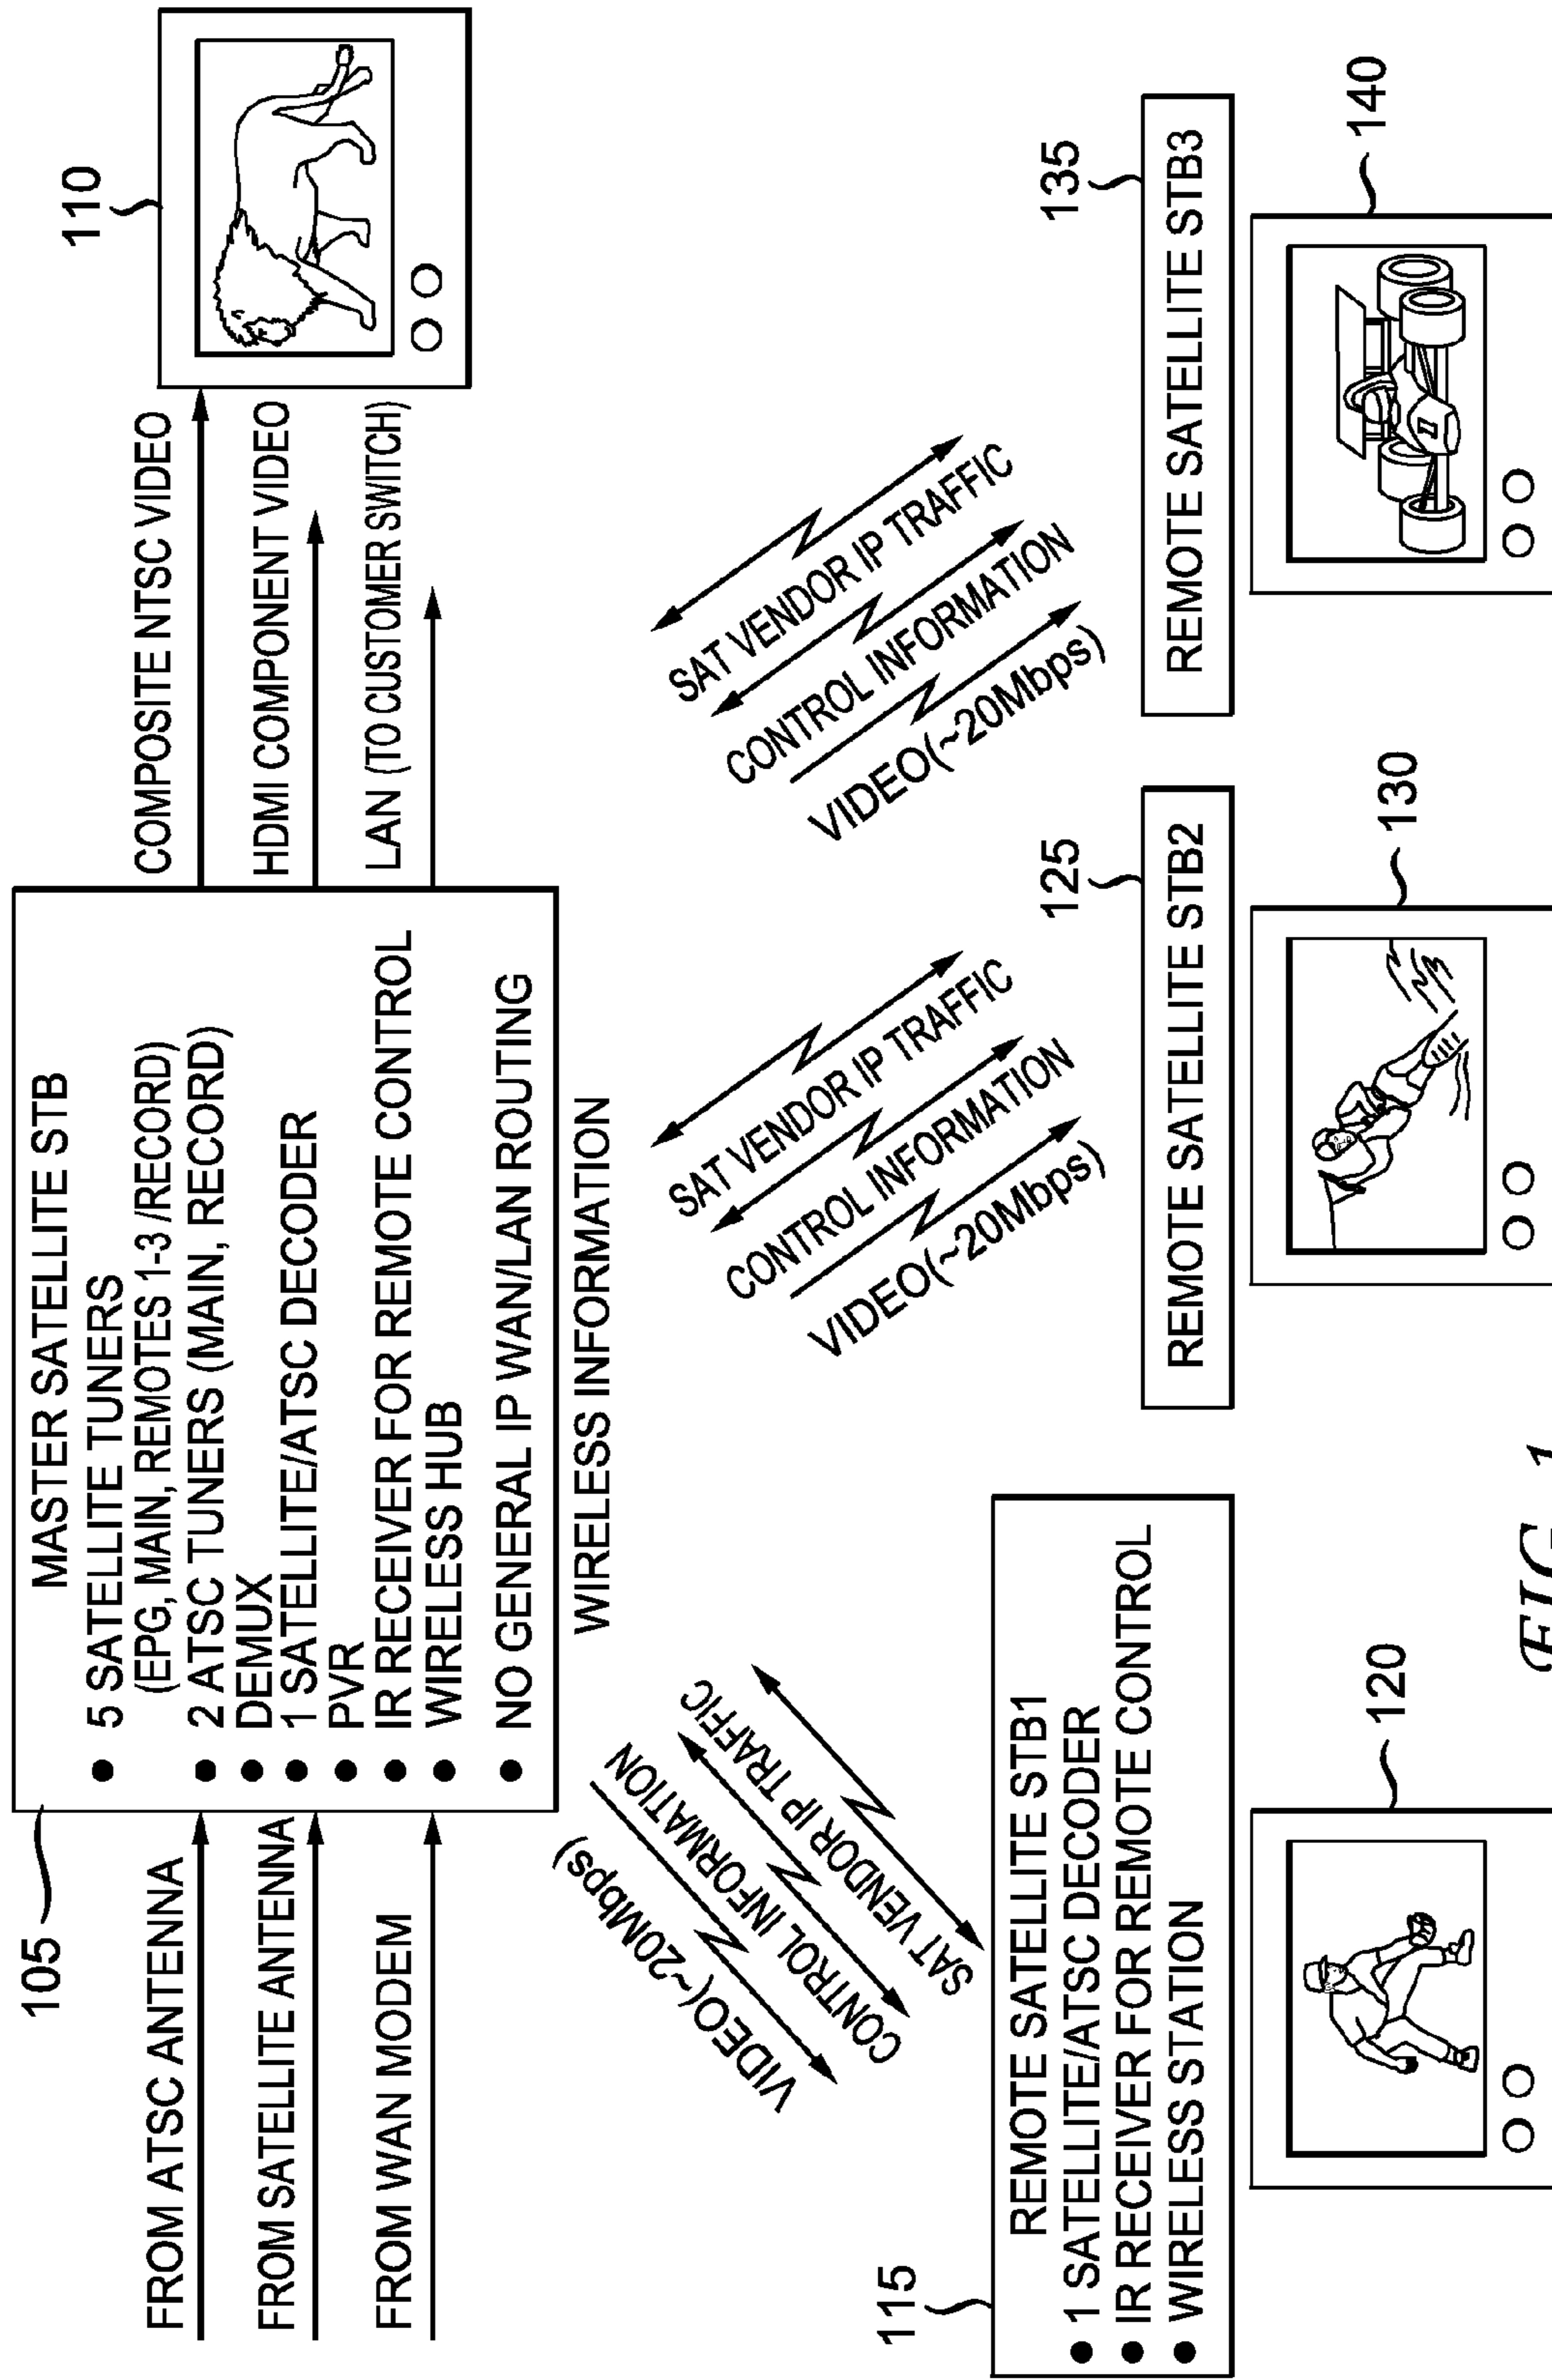 105
FROM ATSC ANTENNA
FROM SATELLITE ANTENNA
FROM WAN MODEM
MASTER SATELLITE STB
● 5 SATELLITE TUNERS
(EPG, MAIN, REMOTES 1-3 /RECORD)
● 2 ATSC TUNERS (MAIN, RECORD)
● DEMUX
● 1 SATELLITE/ATSC DECODER
● PVR
● IR RECEIVER FOR REMOTE CONTROL
● WIRELESS HUB
● NO GENERAL IP WAN/LAN ROUTING
COMPOSITE NTSC VIDEO
HDMI COMPONENT VIDEO
LAN (TO CUSTOMER SWITCH)
110
WIRELESS INFORMATION
VIDEO(~20Mbps)
CONTROL INFORMATION
SAT VENDOR IP TRAFFIC
SAT VENDOR IP TRAFFIC
CONTROL INFORMATION
VIDEO(~20Mbps)
SAT VENDOR IP TRAFFIC
CONTROL INFORMATION
VIDEO(~20Mbps)
115
REMOTE SATELLITE STB1
● 1 SATELLITE/ATSC DECODER
● IR RECEIVER FOR REMOTE CONTROL
● WIRELESS STATION
125
REMOTE SATELLITE STB2
135
REMOTE SATELLITE STB3
120
130
140
FIG. 1